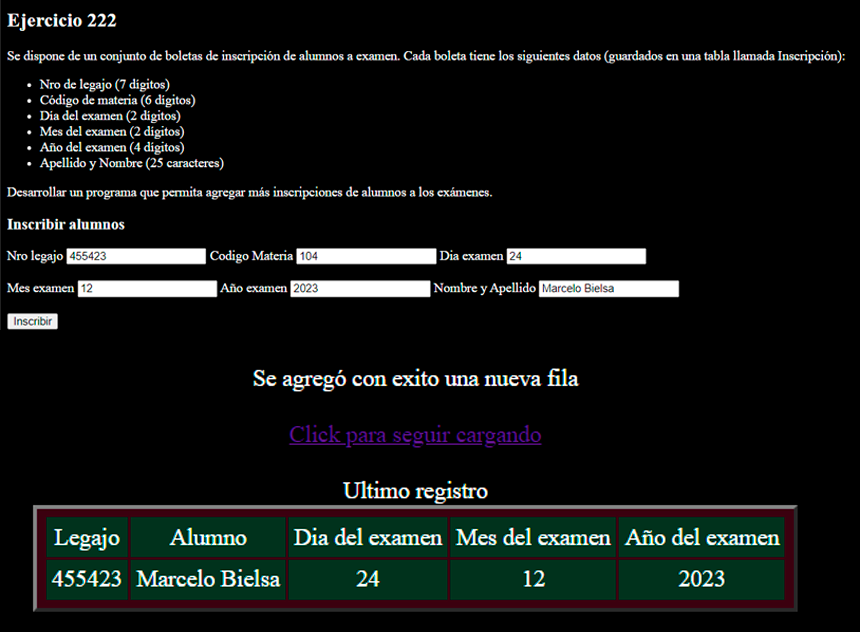 Ejercicio 222
Se dispone de un conjunto de boletas de inscripción de alumnos a examen. Cada boleta tiene los siguientes datos (guardados en una tabla llamada Inscripción):
• Nro de legajo (7 dígitos)
• Código de materia (6 dígitos)
• Día del examen (2 dígitos)
• Mes del examen (2 dígitos)
• Año del examen (4 dígitos)
• Apellido y Nombre (25 caracteres)
Desarrollar un programa que permita agregar más inscripciones de alumnos a los exámenes.
Inscribir alumnos
Nro legajo 455423 Codigo Materia 104 Dia examen 24
Mes examen 12 Año examen 2023 Nombre y Apellido Marcelo Bielsa
Inscribir
Se agregó con exito una nueva fila
Click para seguir cargando
Ultimo registro
Legajo Alumno Dia del examen Mes del examen Año del examen
455423 Marcelo Bielsa 24 12 2023